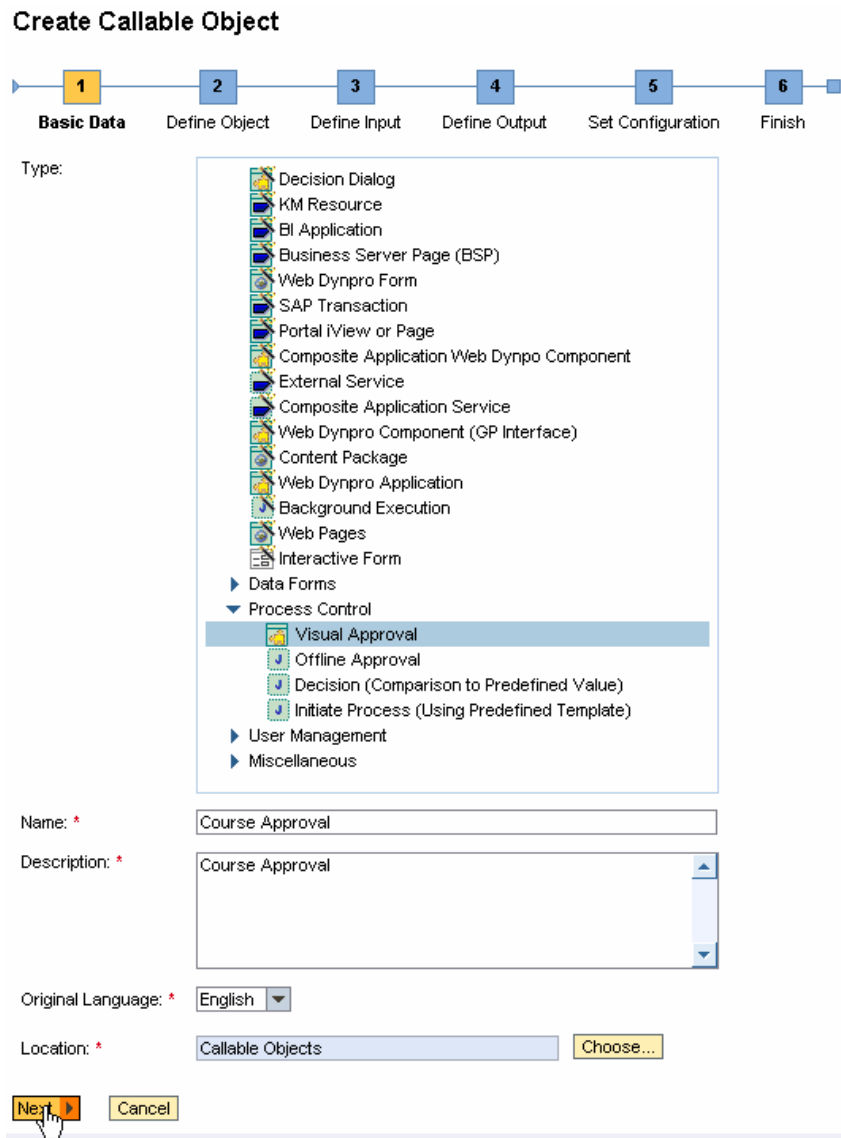 Create Callable Object
1 2 3 4 5 6
Basic Data Define Object Define Input Define Output Set Configuration Finish
Type:
Decision Dialog
KM Resource
BI Application
Business Server Page (BSP)
Web Dynpro Form
SAP Transaction
Portal iView or Page
Composite Application Web Dynpo Component
External Service
Composite Application Service
Web Dynpro Component (GP Interface)
Content Package
Web Dynpro Application
Background Execution
Web Pages
Interactive Form
Data Forms
Process Control
Visual Approval
Offline Approval
Decision (Comparison to Predefined Value)
Initiate Process (Using Predefined Template)
User Management
Miscellaneous
Name: * Course Approval
Description: * Course Approval
Original Language: * English
Location: * Callable Objects Choose...
Next Cancel